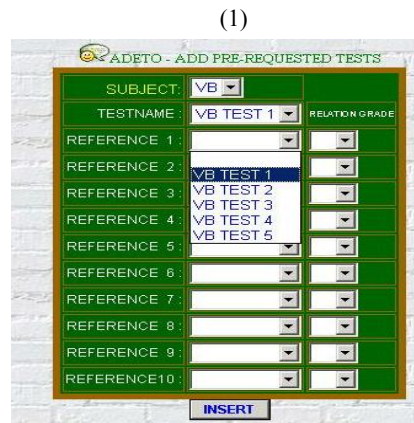 (1)
ADETO - ADD PRE-REQUESTED TESTS
SUBJECT: VB
TESTNAME : VB TEST 1 RELATION GRADE
REFERENCE 1 :
VB TEST 1
REFERENCE 2 :
VB TEST 2
REFERENCE 3 :
VB TEST 3
REFERENCE 4 :
VB TEST 4
VB TEST 5
REFERENCE 5 :
REFERENCE 6 :
REFERENCE 7 :
REFERENCE 8 :
REFERENCE 9 :
REFERENCE10 :
INSERT